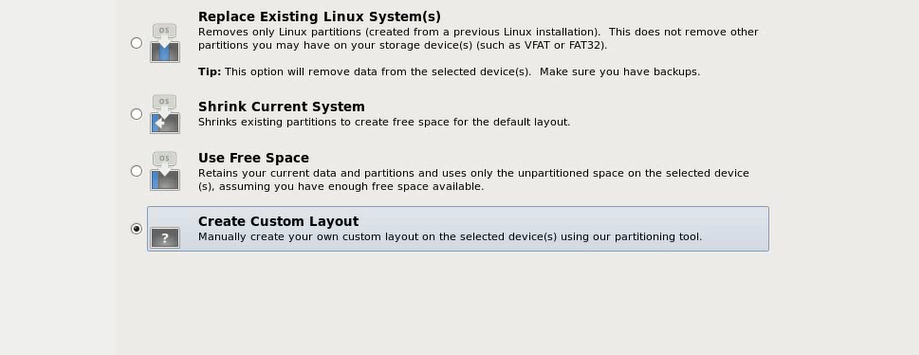 Replace Existing Linux System(s)
OS
Removes only Linux partitions (created from a previous Linux installation).  This does not remove other
partitions you may have on your storage device(s) (such as VFAT or FAT32).
Tip: This option will remove data from the selected device(s).  Make sure you have backups.
OS
Shrink Current System
Shrinks existing partitions to create free space for the default layout.
OS
Use Free Space
Retains your current data and partitions and uses only the unpartitioned space on the selected device
(s), assuming you have enough free space available.
Create Custom Layout
?
Manually create your own custom layout on the selected device(s) using our partitioning tool.